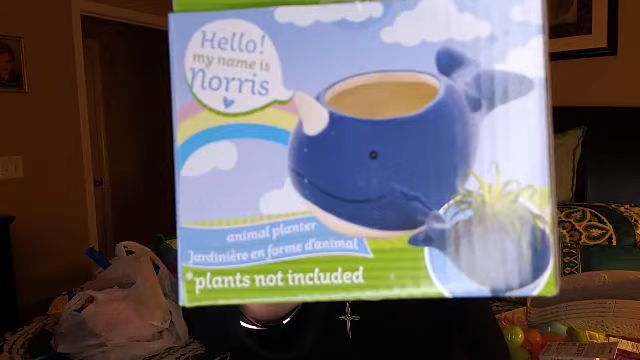 Hello!
my name is
Norris
animal planter
Jardinière en forme d'animal
*plants not included